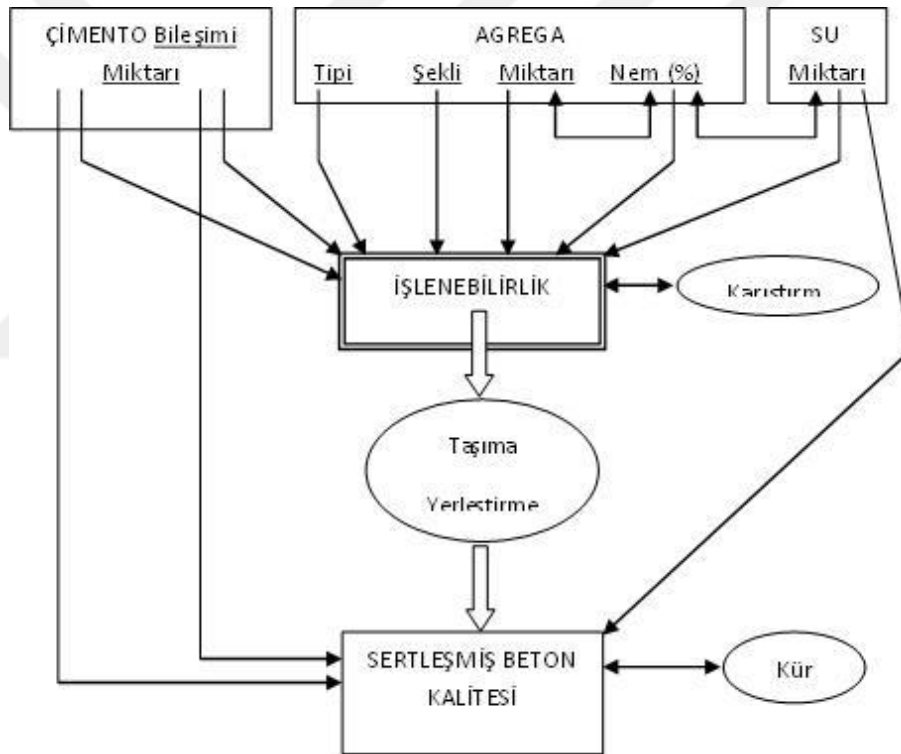 ÇİMENTO Bileşimi
Miktarı
AGREGA
Tipi Şekli Miktarı Nem (%)
SU
Miktarı
İŞLENEBİLİRLİK
Karıştırm
Taşıma
Yerleştirme
SERTLEŞMİŞ BETON
KALİTESİ
Kür